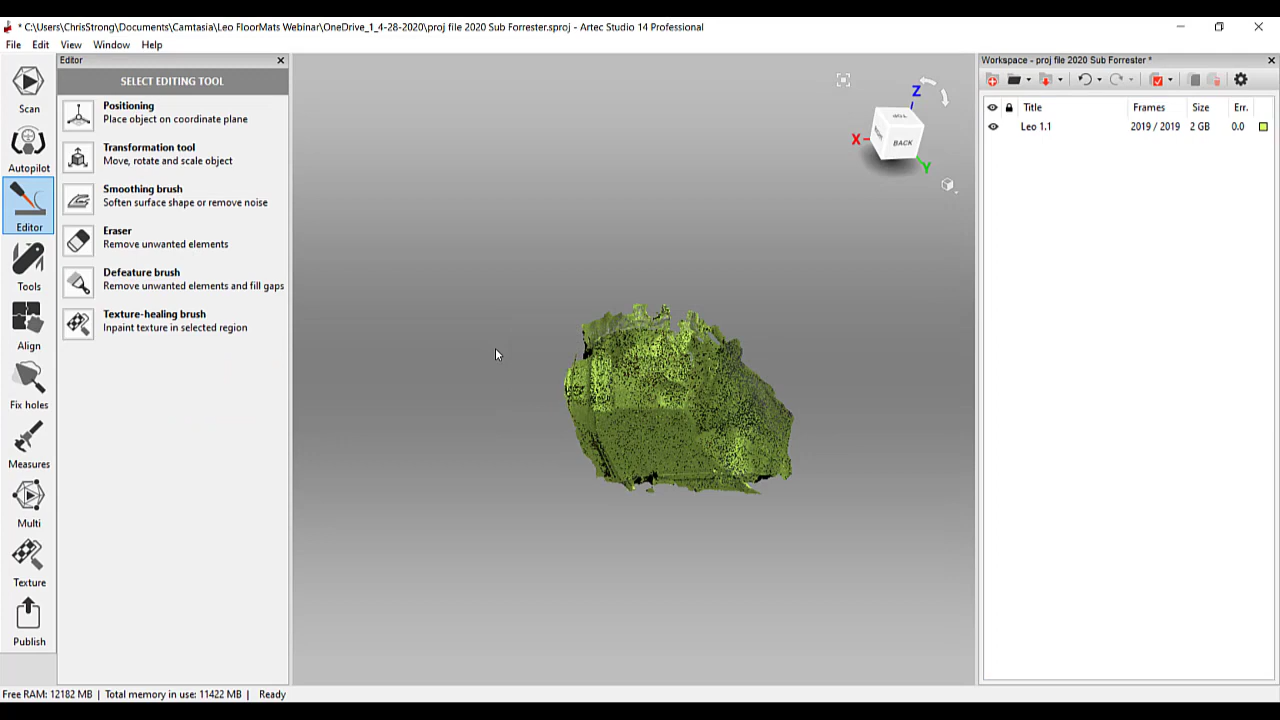 * C:\Users\ChrisStrong\Documents\Camtasia\Leo FloorMats Webinar\OneDrive_1_4-28-2020\proj file 2020 Sub Forrester.sproj - Artec Studio 14 Professional
File Edit View Window Help
Editor
SELECT EDITING TOOL
Positioning
Place object on coordinate plane
Transformation tool
Move, rotate and scale object
Smoothing brush
Soften surface shape or remove noise
Eraser
Remove unwanted elements
Defeature brush
Remove unwanted elements and fill gaps
Texture-healing brush
Inpaint texture in selected region
Scan
Autopilot
Editor
Tools
Align
Fix holes
Measures
Multi
Texture
Publish
Z
X
BACK
Y
Workspace - proj file 2020 Sub Forrester *
Title Frames Size Err.
Leo 1.1 2019 / 2019 2 GB 0.0
Free RAM: 12182 MB | Total memory in use: 11422 MB | Ready